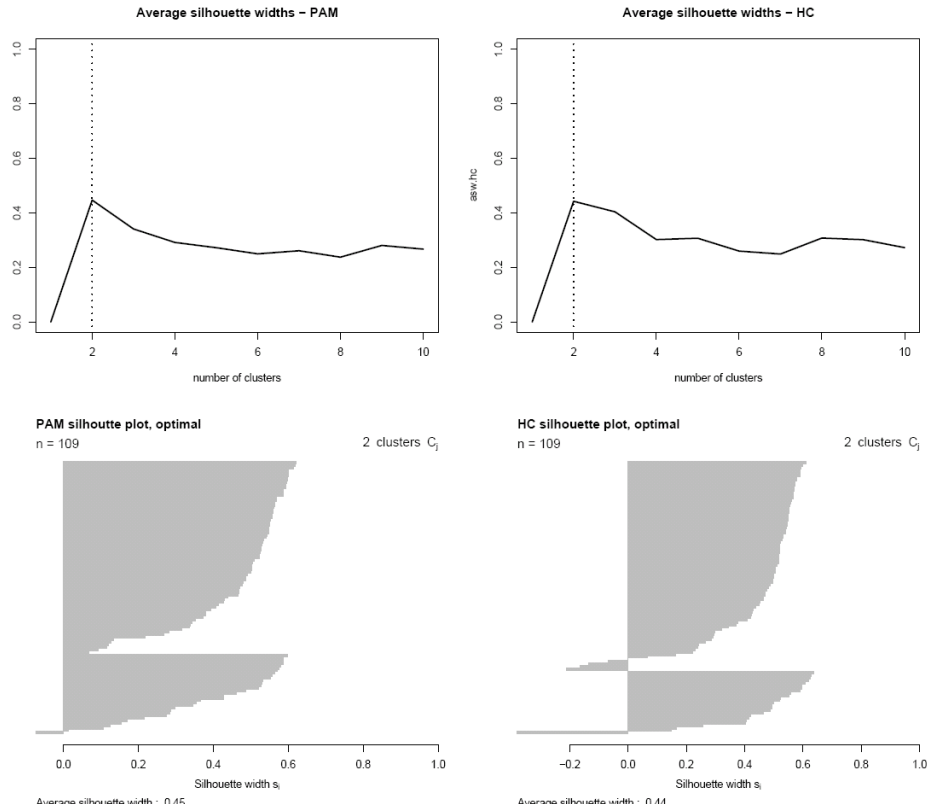 Average silhouette widths − PAM
Average silhouette widths − HC
1.0
0.8
0.6
0.4
0.2
0.0
2
4
6
8
10
number of clusters
asw.hc
1.0
0.8
0.6
0.4
0.2
0.0
2
4
6
8
10
number of clusters
PAM silhoutte plot, optimal
n = 109
2 clusters Cj
0.0
0.2
0.4
0.6
0.8
1.0
Silhouette width si
Average silhouette width : 0.45
HC silhouette plot, optimal
n = 109
2 clusters Cj
−0.2
0.0
0.2
0.4
0.6
0.8
1.0
Silhouette width si
Average silhouette width : 0.44